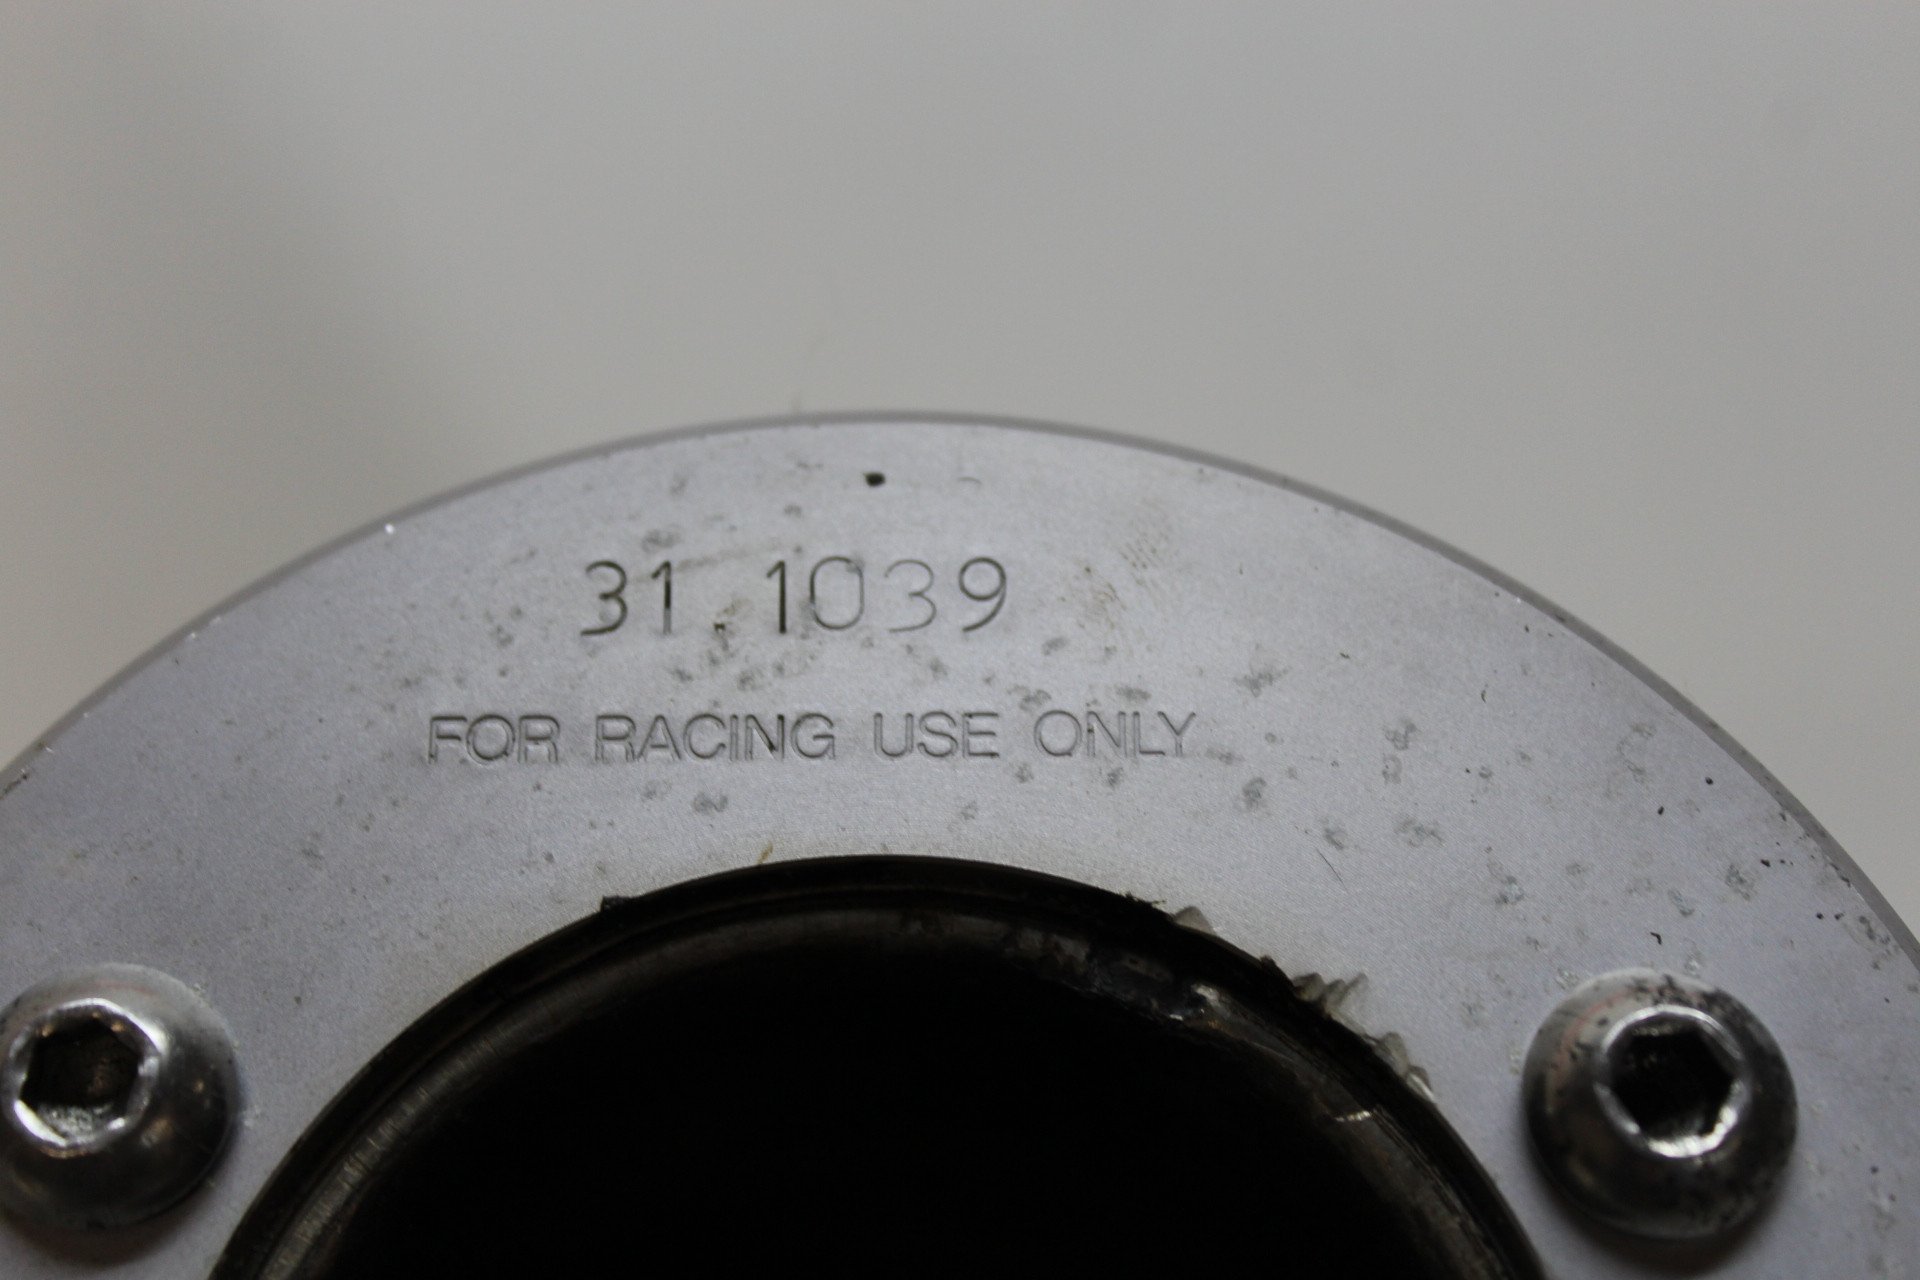 31.1039
FOR RACING USE ONLY